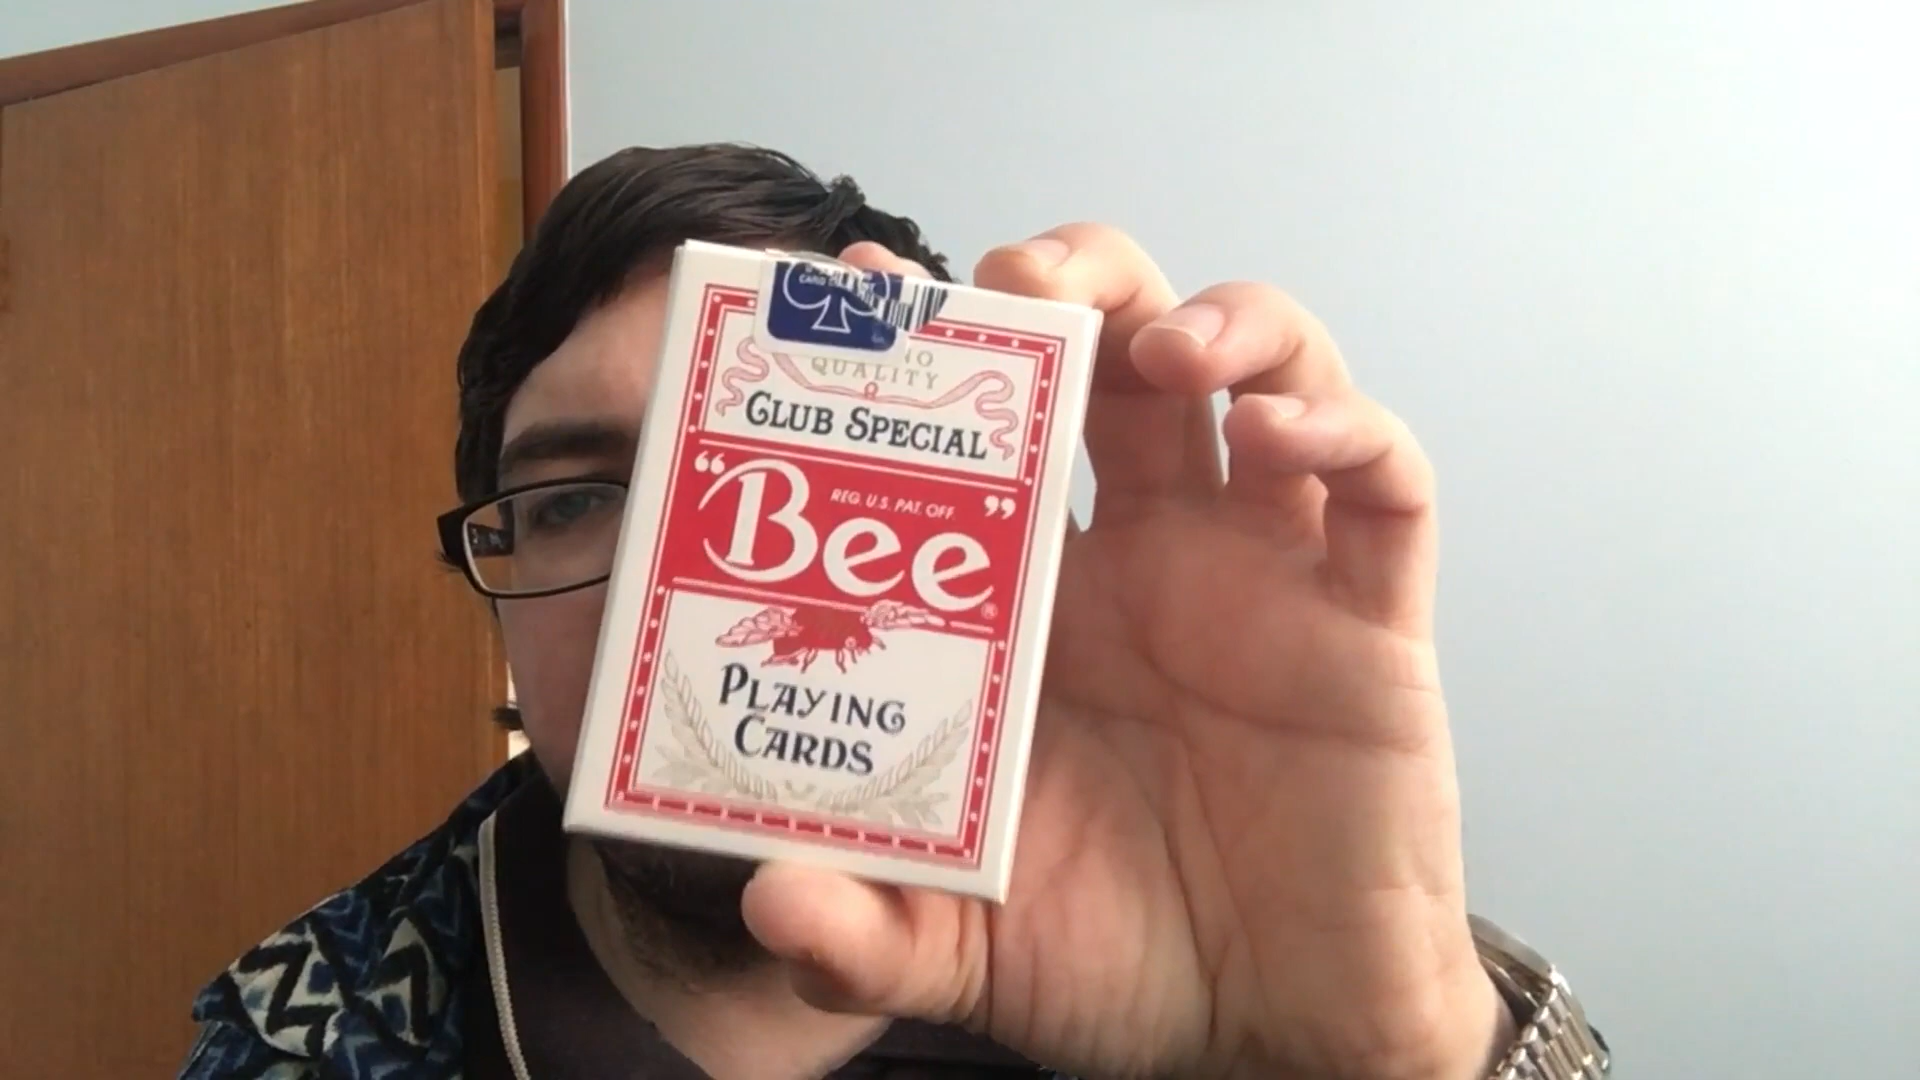 QUALITY
CLUB SPECIAL
“Bee”
REG. U.S. PAT. OFF.
®
PLAYING
CARDS